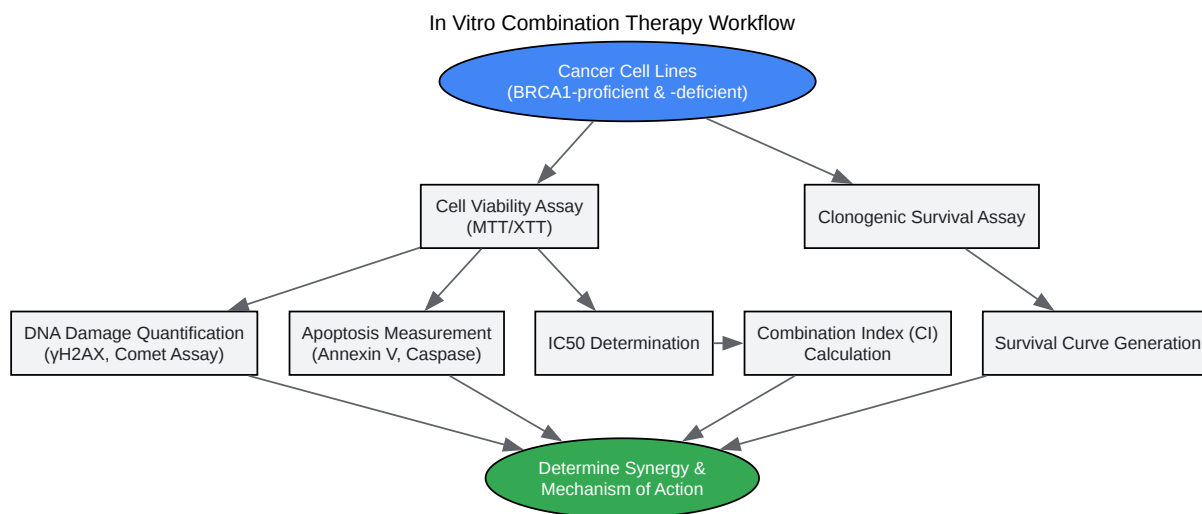 In Vitro Combination Therapy Workflow
Cancer Cell Lines
(BRCA1-proficient & -deficient)
Cell Viability Assay
(MTT/XTT)
Clonogenic Survival Assay
DNA Damage Quantification
(γH2AX, Comet Assay)
Apoptosis Measurement
(Annexin V, Caspase)
IC50 Determination
Combination Index (CI)
Calculation
Survival Curve Generation
Determine Synergy &
Mechanism of Action